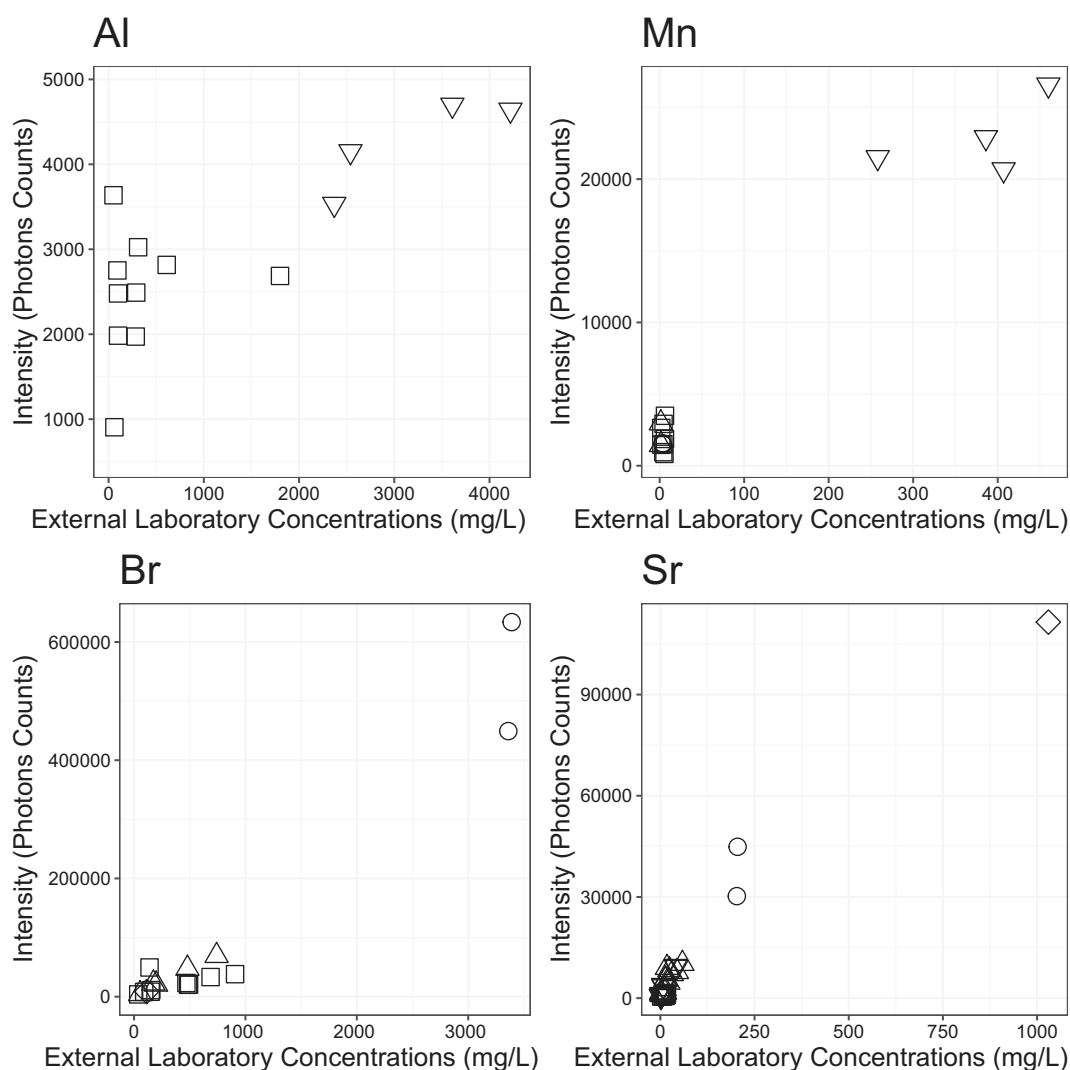 Al
Intensity (Photons Counts)
5000
4000
3000
2000
1000
0 1000 2000 3000 4000
External Laboratory Concentrations (mg/L)
Mn
Intensity (Photons Counts)
20000
10000
0
0 100 200 300 400
External Laboratory Concentrations (mg/L)
Br
Intensity (Photons Counts)
600000
400000
200000
0
0 1000 2000 3000
External Laboratory Concentrations (mg/L)
Sr
Intensity (Photons Counts)
90000
60000
30000
0
0 250 500 750 1000
External Laboratory Concentrations (mg/L)